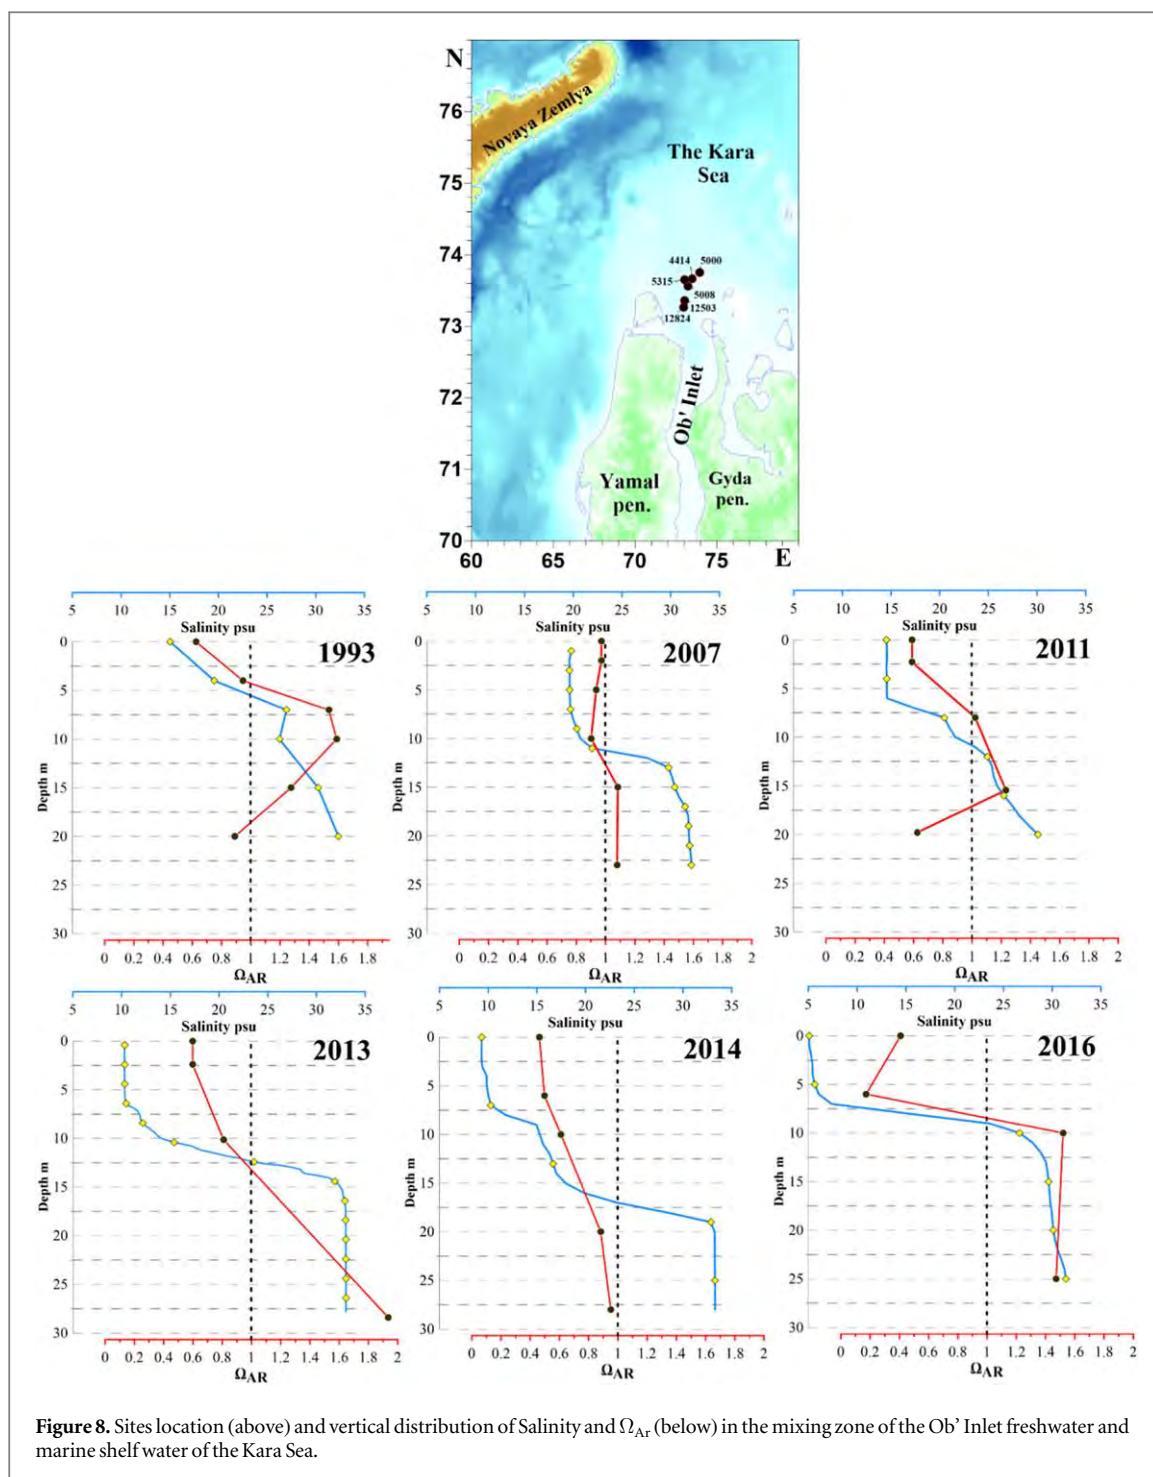 N
76
75
74
73
72
71
70
60 65 70 75 E
Novaya Zemlya
The Kara
Sea
4414 5000
5315
5008
12503
12824
Ob' Inlet
Yamal
pen.
Gyda
pen.
5 10 15 20 25 30 35
Salinity psu
1993
0
5
10
15
20
25
30
Depth m
0 0.2 0.4 0.6 0.8 1 1.2 1.4 1.6 1.8
ΩAR
5 10 15 20 25 30 35
Salinity psu
2007
0
5
10
15
20
25
30
Depth m
0 0.2 0.4 0.6 0.8 1 1.2 1.4 1.6 1.8 2
ΩAR
5 10 15 20 25 30 35
Salinity psu
2011
0
5
10
15
20
25
30
Depth m
0 0.2 0.4 0.6 0.8 1 1.2 1.4 1.6 1.8 2
ΩAR
5 10 15 20 25 30 35
Salinity psu
2013
0
5
10
15
20
25
30
Depth m
0 0.2 0.4 0.6 0.8 1 1.2 1.4 1.6 1.8 2
ΩAR
5 10 15 20 25 30 35
Salinity psu
2014
0
5
10
15
20
25
30
Depth m
0 0.2 0.4 0.6 0.8 1 1.2 1.4 1.6 1.8 2
ΩAR
5 10 15 20 25 30 35
Salinity psu
2016
0
5
10
15
20
25
30
Depth m
0 0.2 0.4 0.6 0.8 1 1.2 1.4 1.6 1.8 2
ΩAR
Figure 8. Sites location (above) and vertical distribution of Salinity and ΩAr (below) in the mixing zone of the Ob’ Inlet freshwater and
marine shelf water of the Kara Sea.